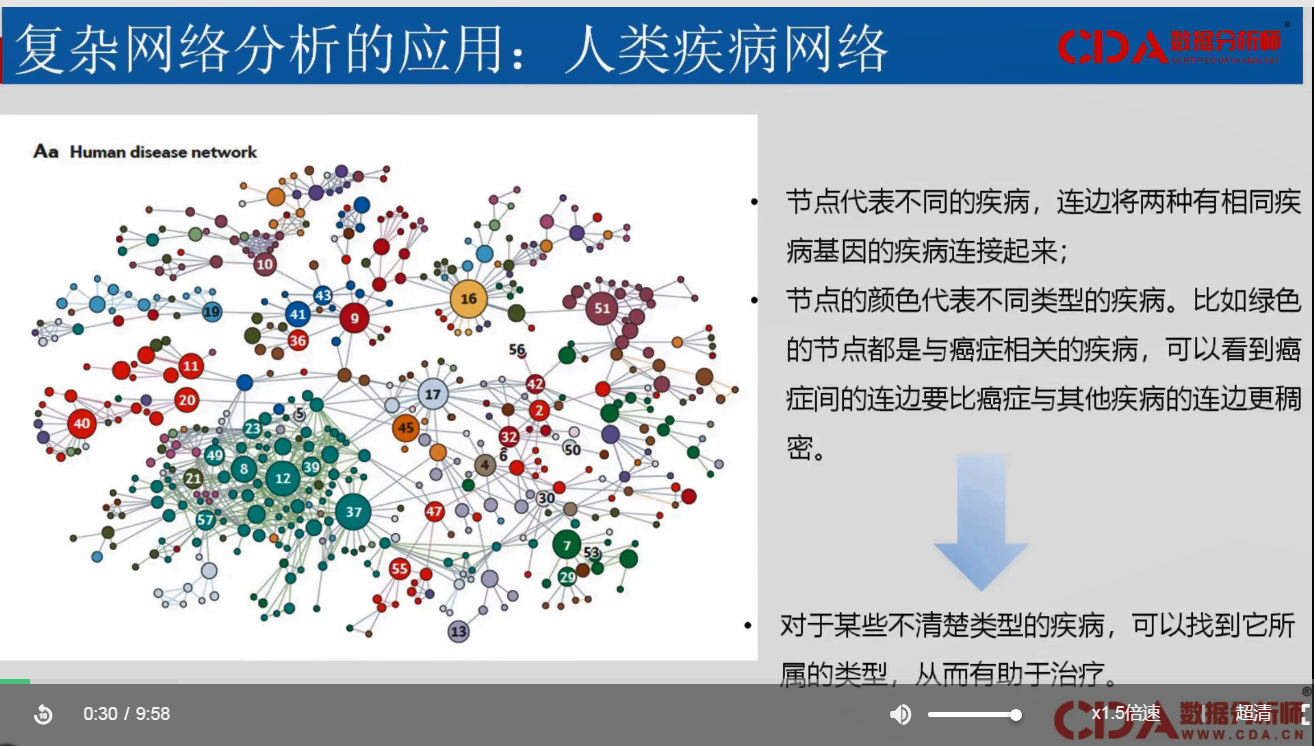 复杂网络分析的应用：人类疾病网络
CDA 数据分析师
CERTIFIED DATA ANALYST
Aa Human disease network
10
16
43
19
41
9
51
36
56
11
42
17
20
2
5
40
23
45
32
6
50
49
8
39
4
12
21
30
57
37
47
7
53
55
29
13
• 节点代表不同的疾病，连边将两种有相同疾
病基因的疾病连接起来；
• 节点的颜色代表不同类型的疾病。比如绿色
的节点都是与癌症相关的疾病，可以看到癌
症间的连边要比癌症与其他疾病的连边更稠
密。
• 对于某些不清楚类型的疾病，可以找到它所
属的类型，从而有助于治疗。
0:30 / 9:58
x1.5倍速
超清
CDA 数据分析师
WWW.CDA.CN